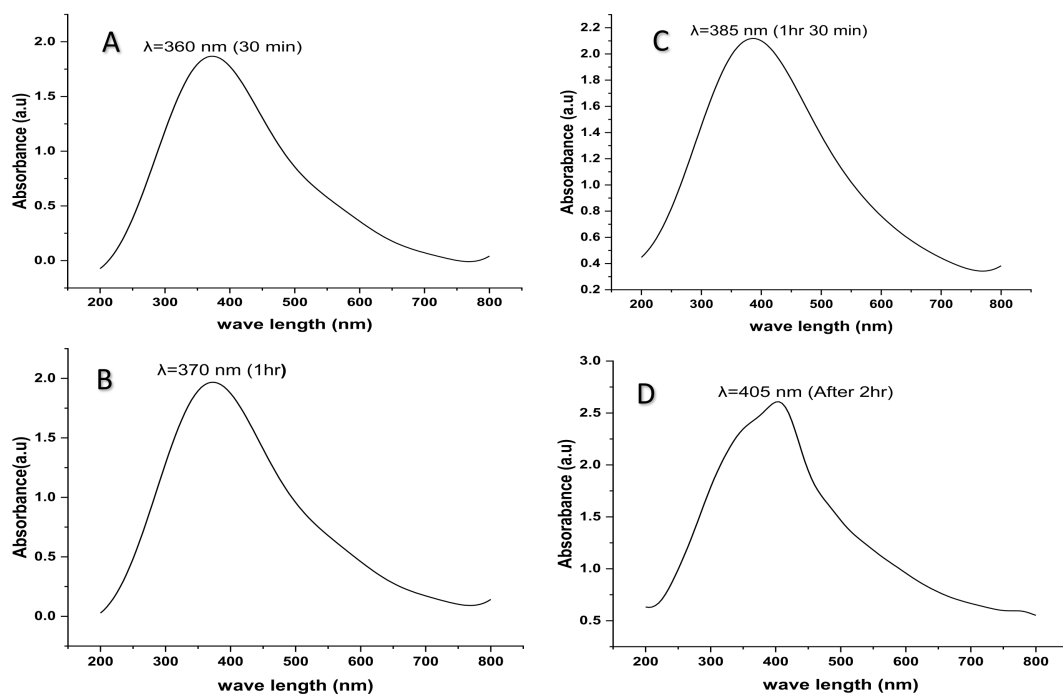 A
λ=360 nm (30 min)
Absorbance (a.u)
2.0
1.5
1.0
0.5
0.0
200 300 400 500 600 700 800
wave length (nm)
C
λ=385 nm (1hr 30 min)
Absorabance (a.u)
2.2
2.0
1.8
1.6
1.4
1.2
1.0
0.8
0.6
0.4
0.2
200 300 400 500 600 700 800
wave length (nm)
B
λ=370 nm (1hr)
Absorbance(a.u)
2.0
1.5
1.0
0.5
0.0
200 300 400 500 600 700 800
wave length (nm)
D
λ=405 nm (After 2hr)
Absorabance (a.u)
3.0
2.5
2.0
1.5
1.0
0.5
200 300 400 500 600 700 800
wave length (nm)